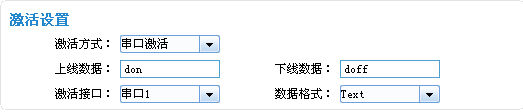 激活设置
激活方式： 串口激活
上线数据： don 下线数据： doff
激活接口： 串口1 数据格式： Text